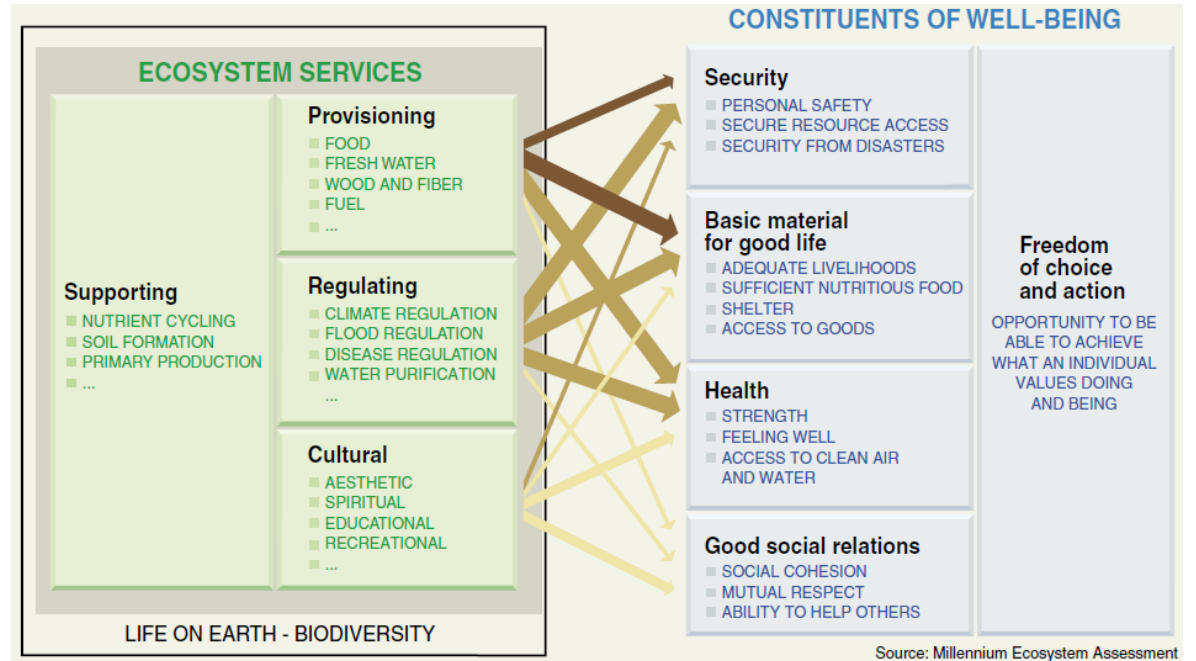 ECOSYSTEM SERVICES
Supporting
NUTRIENT CYCLING
SOIL FORMATION
PRIMARY PRODUCTION
...
Provisioning
FOOD
FRESH WATER
WOOD AND FIBER
FUEL
...
Regulating
CLIMATE REGULATION
FLOOD REGULATION
DISEASE REGULATION
WATER PURIFICATION
...
Cultural
AESTHETIC
SPIRITUAL
EDUCATIONAL
RECREATIONAL
...
LIFE ON EARTH - BIODIVERSITY
CONSTITUENTS OF WELL-BEING
Security
PERSONAL SAFETY
SECURE RESOURCE ACCESS
SECURITY FROM DISASTERS
Basic material
for good life
ADEQUATE LIVELIHOODS
SUFFICIENT NUTRITIOUS FOOD
SHELTER
ACCESS TO GOODS
Health
STRENGTH
FEELING WELL
ACCESS TO CLEAN AIR
AND WATER
Good social relations
SOCIAL COHESION
MUTUAL RESPECT
ABILITY TO HELP OTHERS
Freedom
of choice
and action
OPPORTUNITY TO BE
ABLE TO ACHIEVE
WHAT AN INDIVIDUAL
VALUES DOING
AND BEING
Source: Millennium Ecosystem Assessment